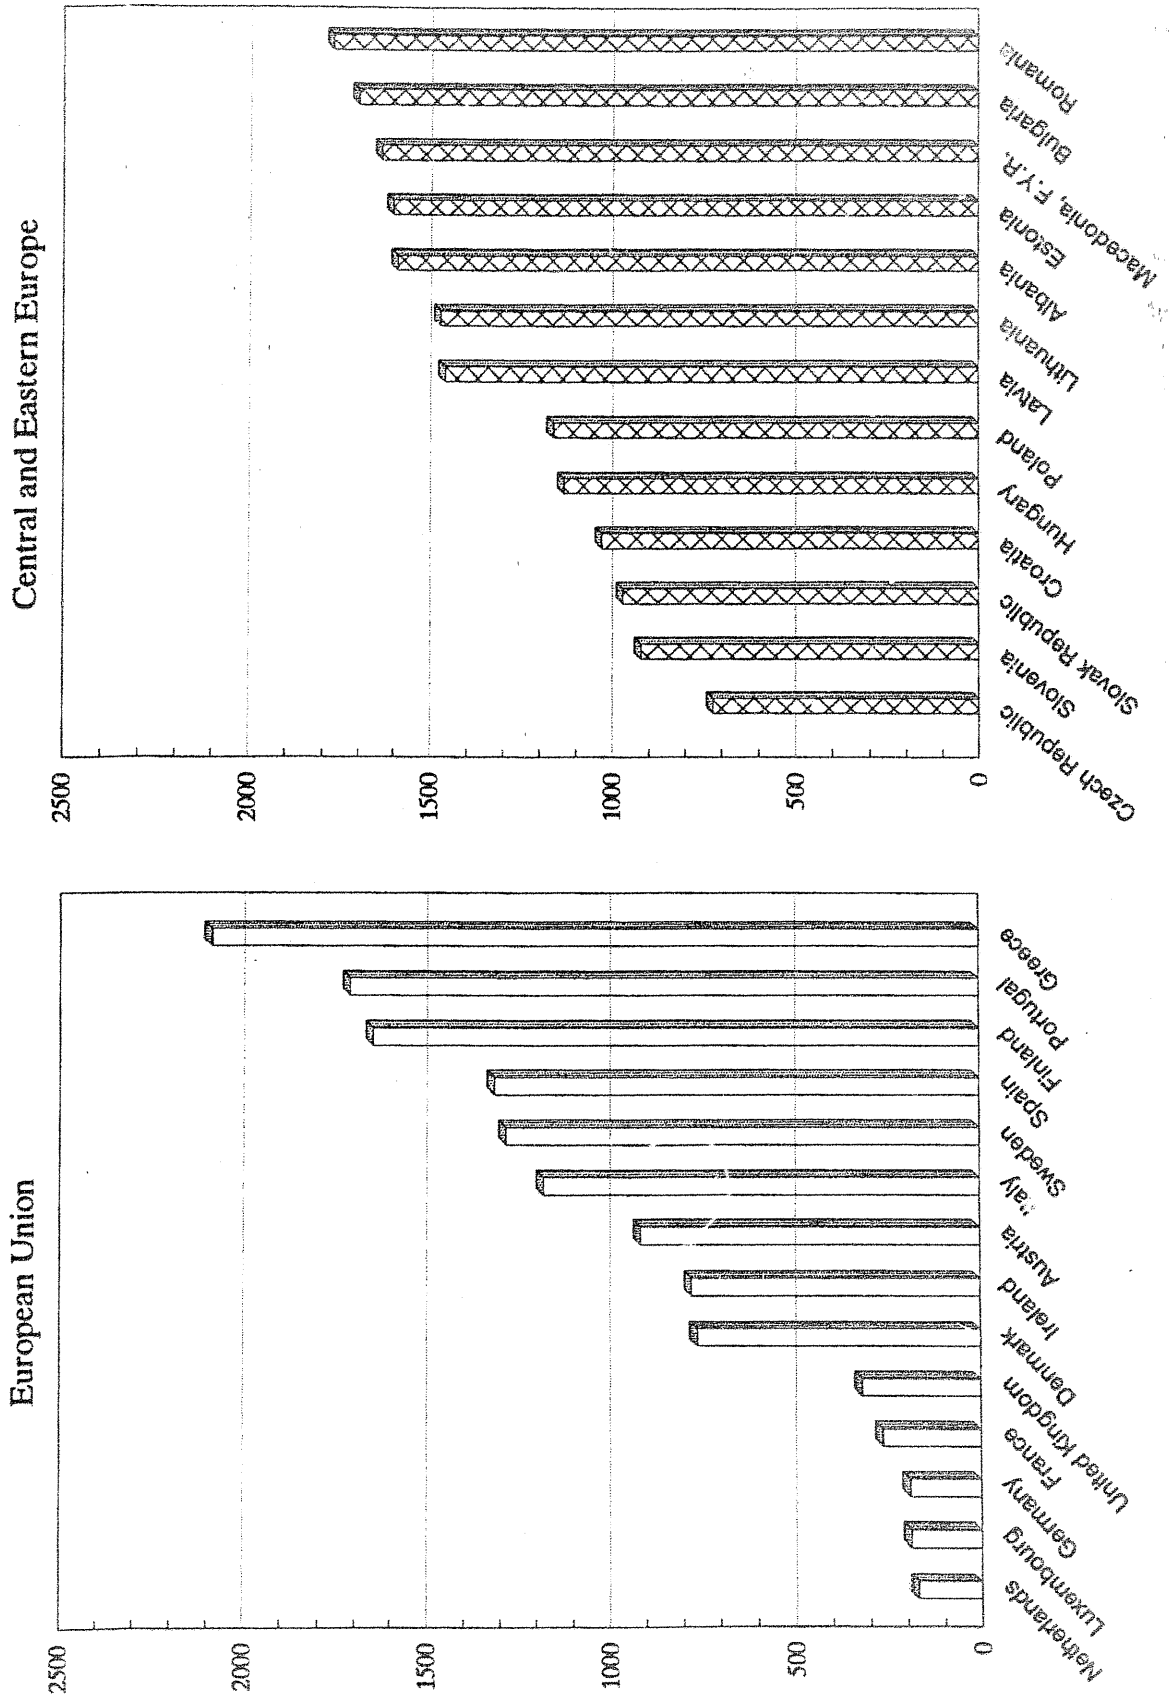 European Union
2500
2000
1500
1000
500
0
Netherlands
Luxembourg
Germany
France
United Kingdom
Denmark
Ireland
Austria
Sweden
Spain
Finland
Portugal
Greece
Central and Eastern Europe
2500
2000
1500
1000
500
0
Czech Republic
Slovenia
Slovak Republic
Croatia
Hungary
Poland
Latvia
Lithuania
Albania
Estonia
Macedonia, F.Y.R.
Bulgaria
Romania